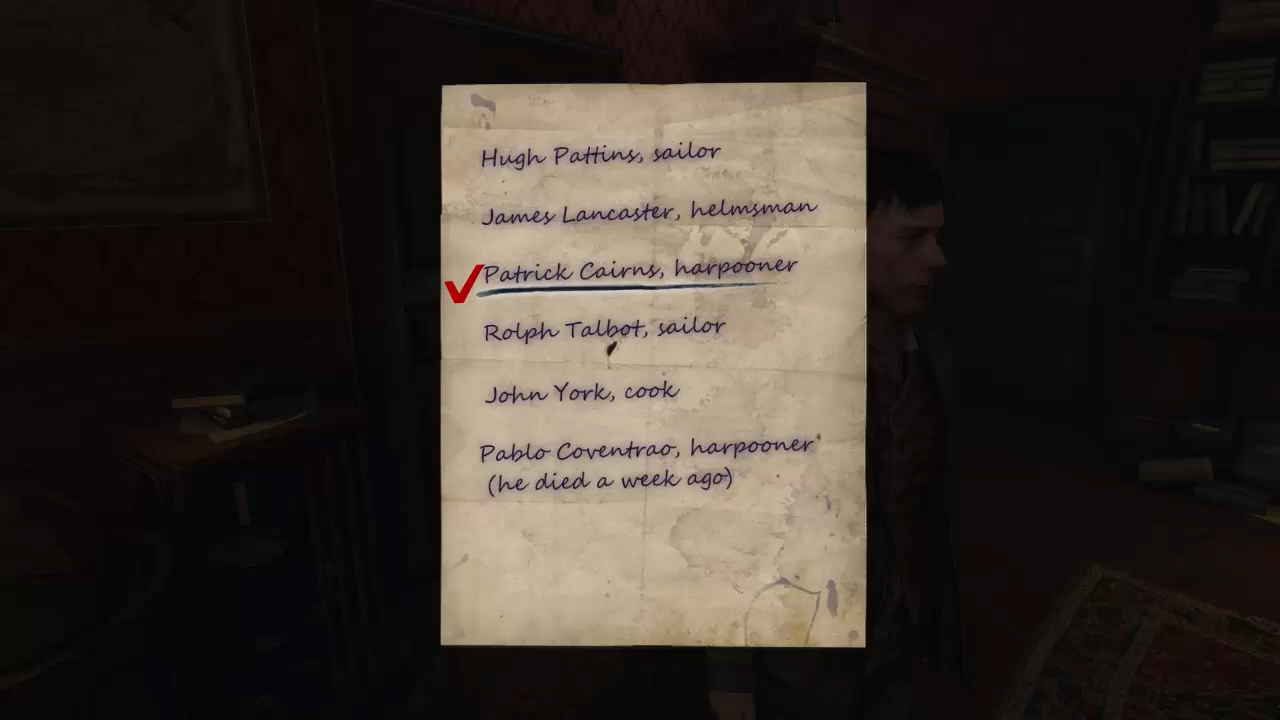 Hugh Pattins, sailor
James Lancaster, helmsman
Patrick Cairns, harpooner
Rolph Talbot, sailor
John York, cook
Pablo Coventrao, harpooner
(he died a week ago)